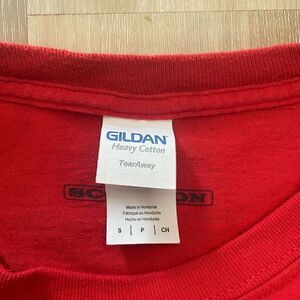 GILDAN
Heavy Cotton
TearAway
Made in Honduras
Fabriqué au Honduras
Hecho en Honduras
S | P | CH